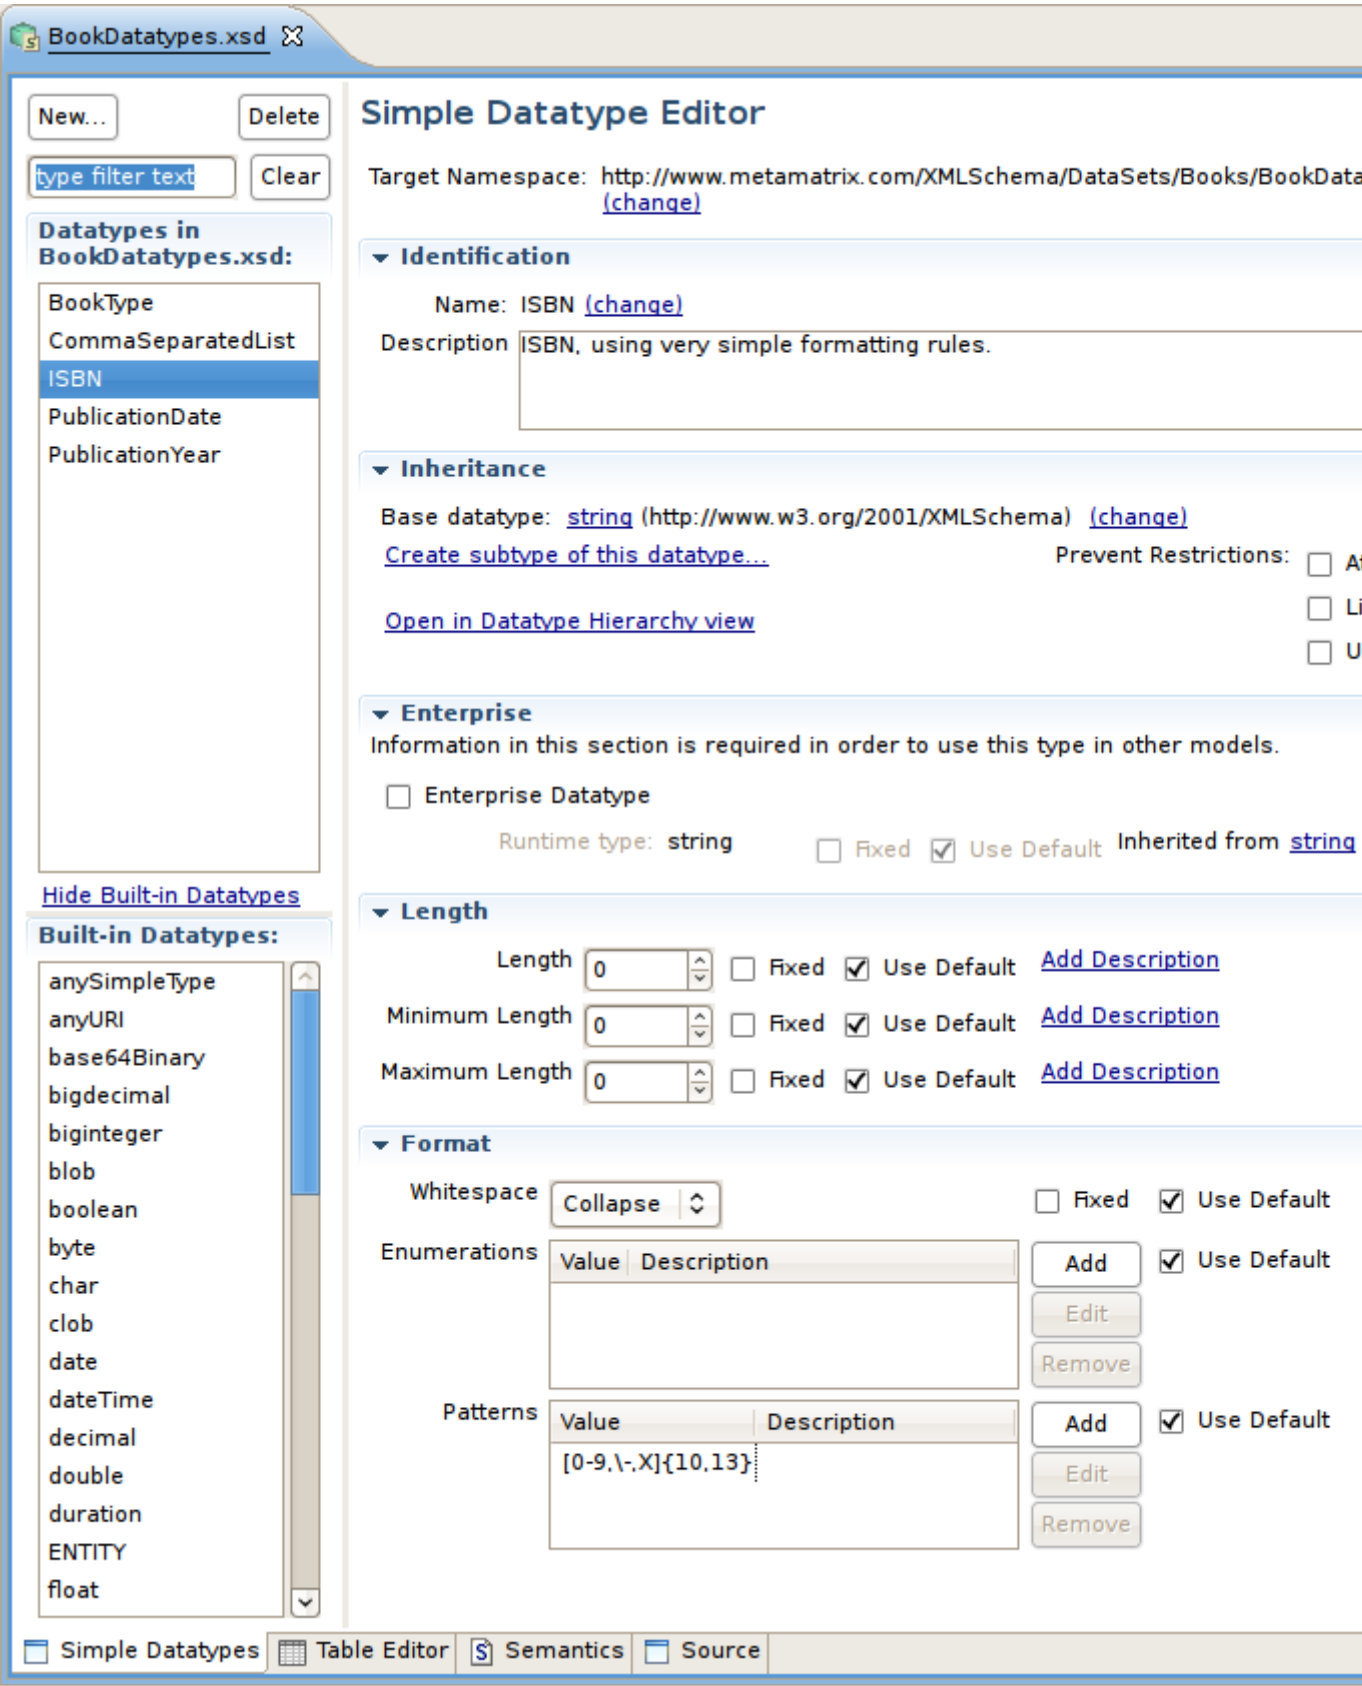 BookDatatypes.xsd
New...
Delete
type filter text
Clear
Datatypes in
BookDatatypes.xsd:
BookType
CommaSeparatedList
ISBN
PublicationDate
PublicationYear
Hide Built-in Datatypes
Built-in Datatypes:
anySimpleType
anyURI
base64Binary
bigdecimal
biginteger
blob
boolean
byte
char
clob
date
dateTime
decimal
double
duration
ENTITY
float
Simple Datatype Editor
Target Namespace: http://www.metamatrix.com/XMLSchema/DataSets/Books/BookData
(change)
Identification
Name: ISBN (change)
Description ISBN, using very simple formatting rules.
Inheritance
Base datatype: string (http://www.w3.org/2001/XMLSchema) (change)
Create subtype of this datatype...
Prevent Restrictions:
Li
U
Open in Datatype Hierarchy view
Enterprise
Information in this section is required in order to use this type in other models.
Enterprise Datatype
Runtime type: string Fixed Use Default Inherited from string
Length
Length 0 Fixed Use Default Add Description
Minimum Length 0 Fixed Use Default Add Description
Maximum Length 0 Fixed Use Default Add Description
Format
Whitespace Collapse Fixed Use Default
Enumerations Value Description Add Use Default
Edit
Remove
Patterns Value Description Add Use Default
[0-9,\-,X]{10,13}
Edit
Remove
Simple Datatypes Table Editor Semantics Source